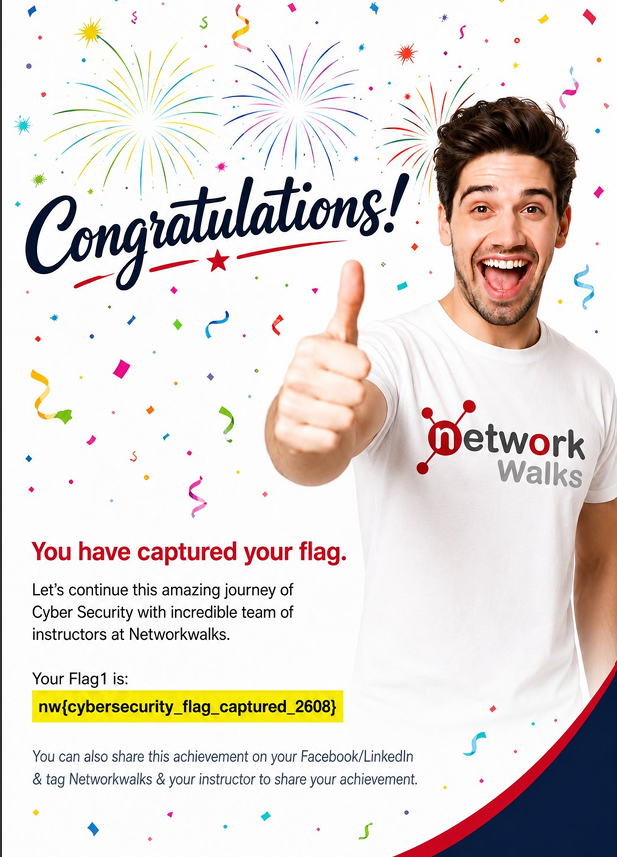 Congratulations!
network
Walks
You have captured your flag.
Let's continue this amazing journey of
Cyber Security with incredible team of
instructors at Networkwalks.
Your Flag1 is:
nw{cybersecurity_flag_captured_2608}
You can also share this achievement on your Facebook/LinkedIn
& tag Networkwalks & your instructor to share your achievement.